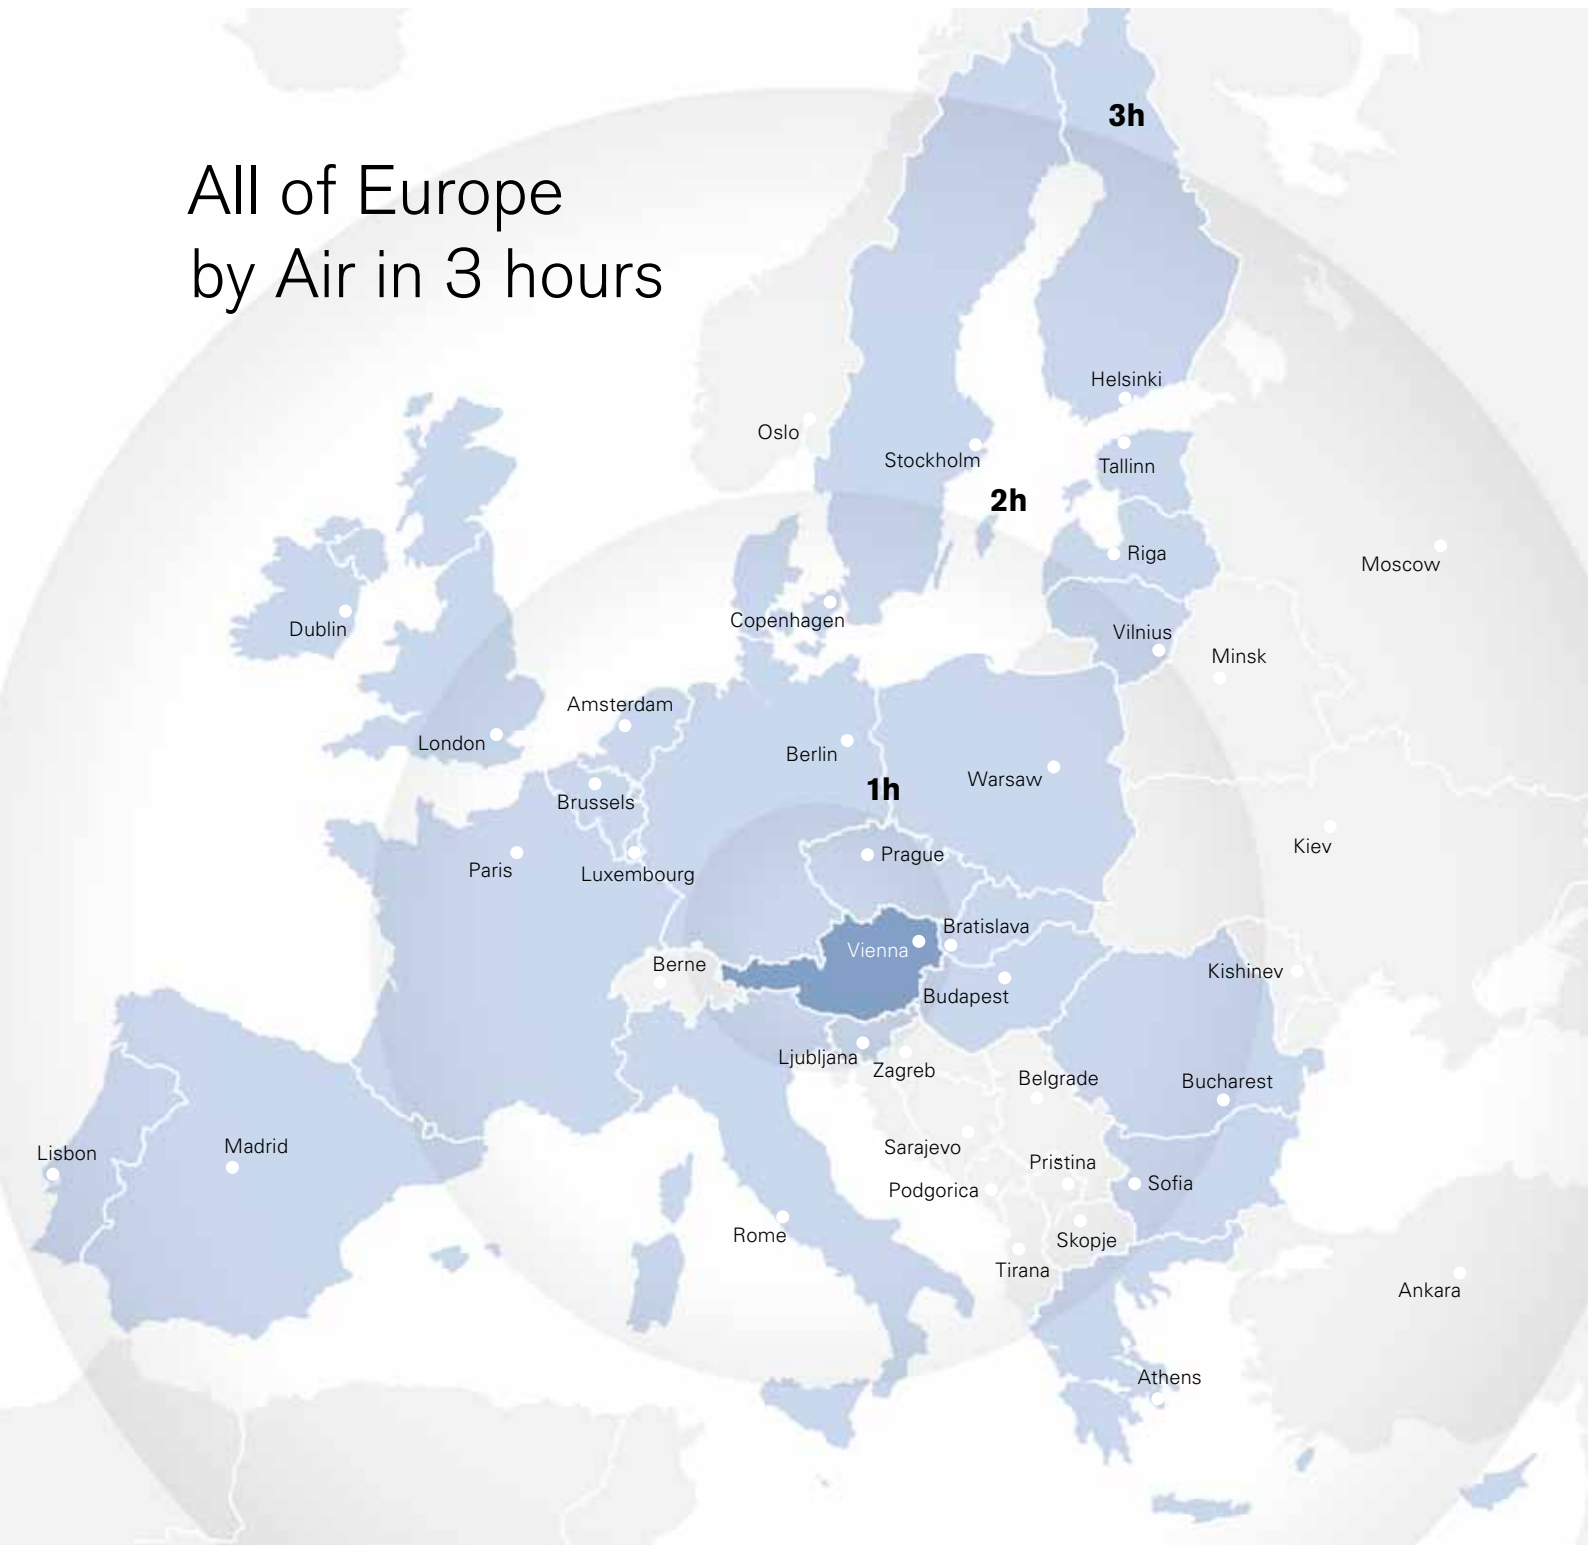 3h
All of Europe
by Air in 3 hours
Helsinki
Oslo
Stockholm
Tallinn
2h
Riga
Moscow
Dublin
Copenhagen
Vilnius
Minsk
Amsterdam
London
Berlin
Warsaw
1h
Brussels
Kiev
Prague
Paris
Luxembourg
Bratislava
Vienna
Berne
Kishinev
Budapest
Ljubljana
Zagreb
Belgrade
Bucharest
Lisbon
Madrid
Sarajevo
Pristina
Sofia
Podgorica
Rome
Skopje
Tirana
Ankara
Athens